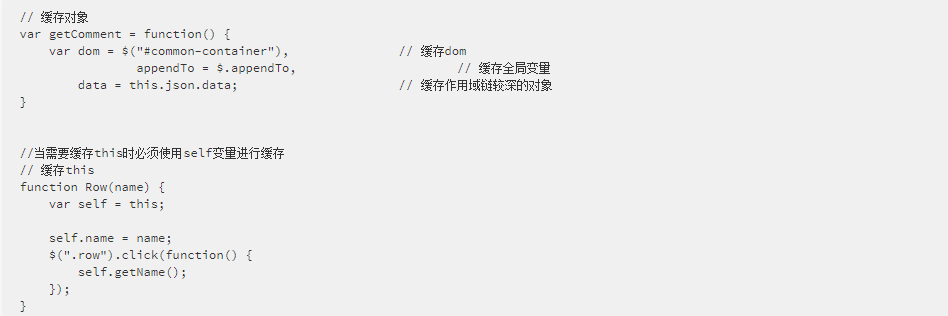 // 缓存对象
var getComment = function() {
    var dom = $("#common-container"),               // 缓存dom
                appendTo = $.appendTo,                      // 缓存全局变量
        data = this.json.data;                      // 缓存作用域链较深的对象
}
//当需要缓存this时必须使用self变量进行缓存
// 缓存this
function Row(name) {
    var self = this;
    self.name = name;
    $(".row").click(function() {
        self.getName();
    });
}